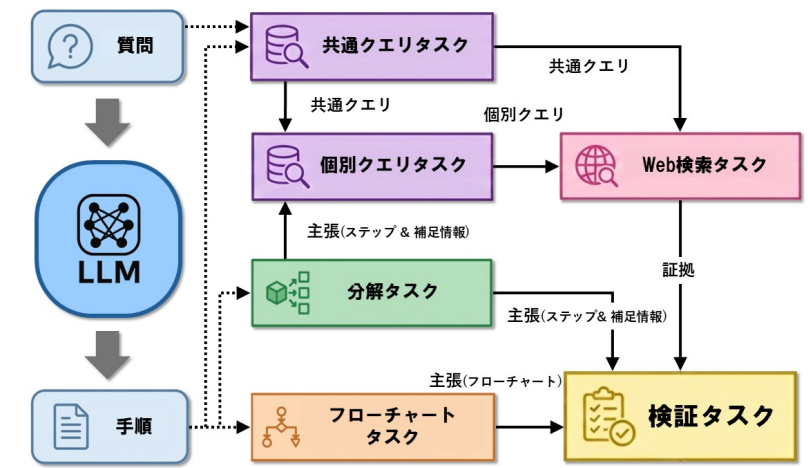 質問
共通クエリタスク
共通クエリ
共通クエリ
個別クエリ
個別クエリタスク
Web検索タスク
LLM
主張(ステップ & 補足情報)
証拠
分解タスク
主張(ステップ& 補足情報)
主張(フローチャート)
手順
フローチャート
タスク
検証タスク